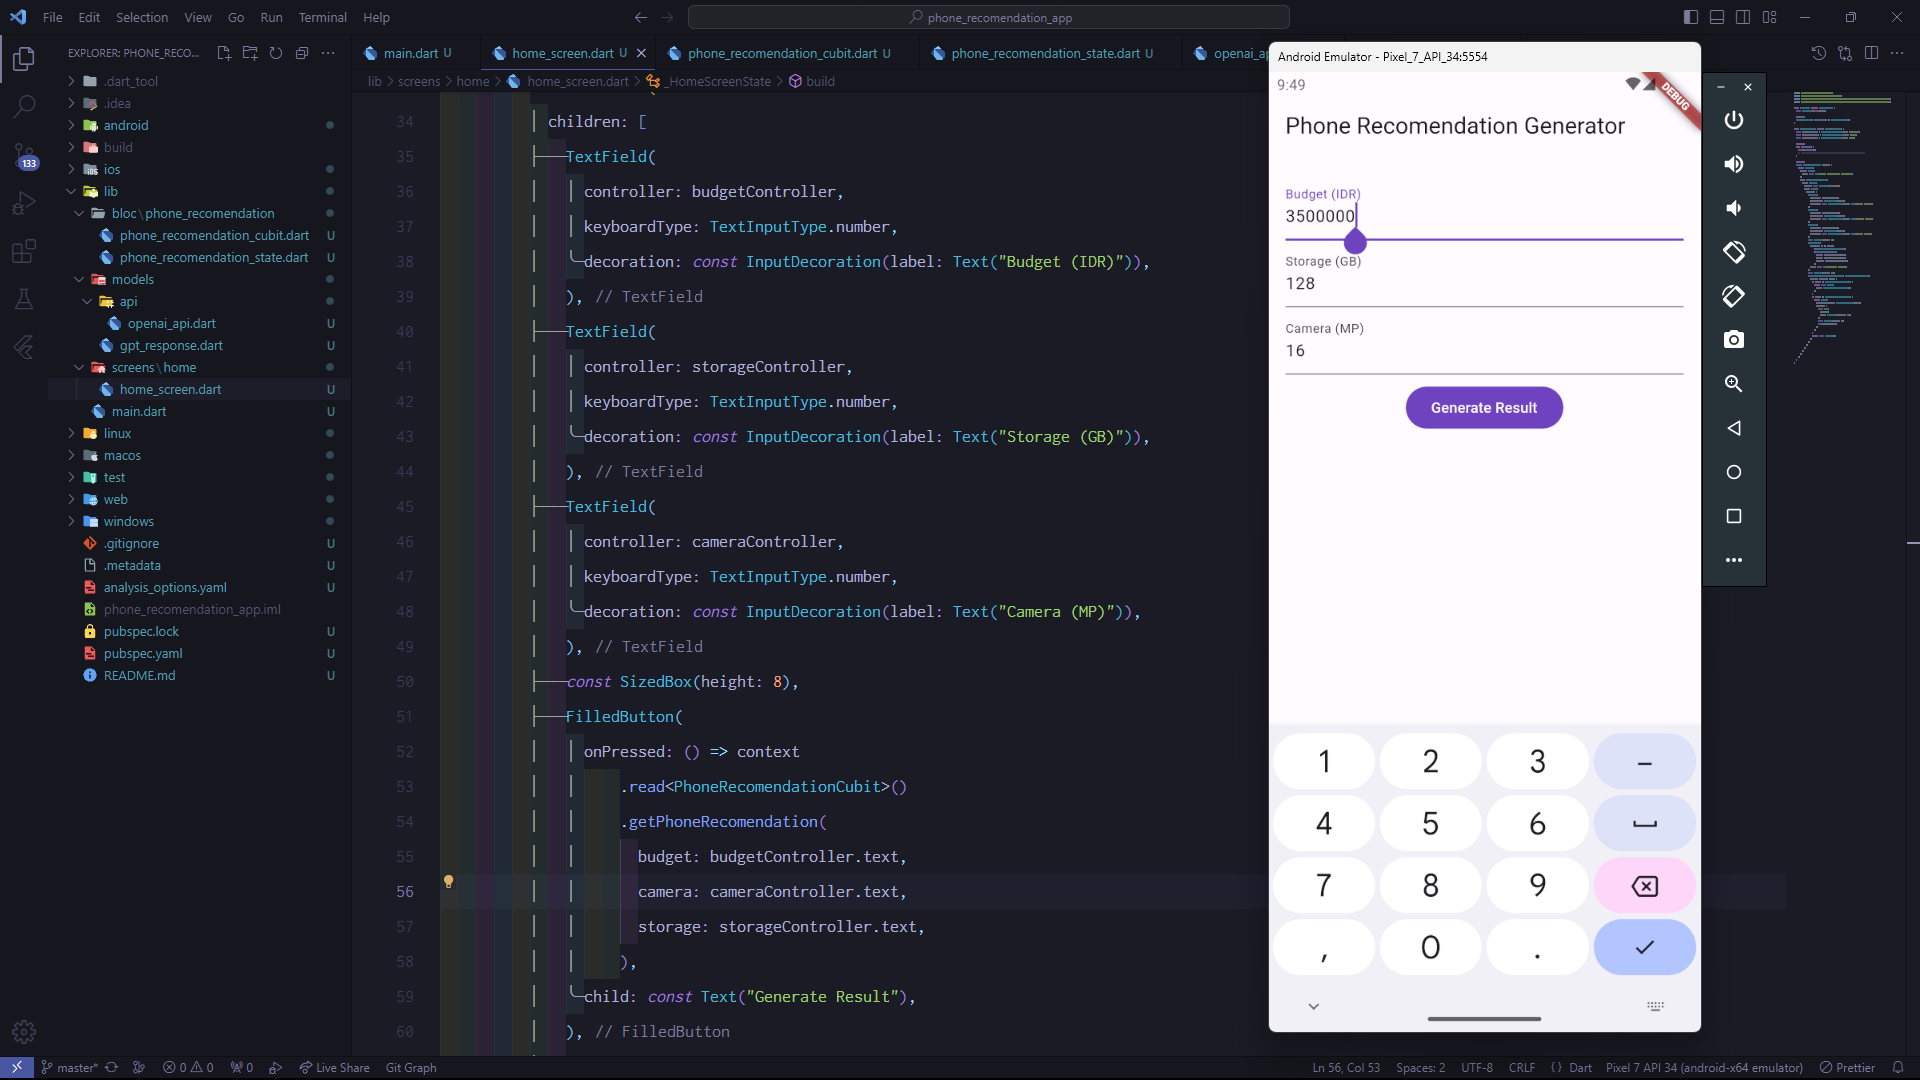 File Edit Selection View Go Run Terminal Help
phone_recomendation_app
EXPLORER: PHONE_RECO...
.dart_tool
.idea
android
build
ios
lib
bloc\phone_recomendation
phone_recomendation_cubit.dart U
phone_recomendation_state.dart U
models
api
openai_api.dart U
gpt_response.dart U
screens\home
home_screen.dart U
main.dart U
linux
macos
test
web
windows
.gitignore U
.metadata U
analysis_options.yaml U
phone_recomendation_app.iml
pubspec.lock U
pubspec.yaml U
README.md U
133
main.dart U home_screen.dart U phone_recomendation_cubit.dart U phone_recomendation_state.dart U openai_ap
lib > screens > home > home_screen.dart > _HomeScreenState > build
34 children: [
35 TextField(
36 controller: budgetController,
37 keyboardType: TextInputType.number,
38 decoration: const InputDecoration(label: Text("Budget (IDR)")),
39 ), // TextField
40 TextField(
41 controller: storageController,
42 keyboardType: TextInputType.number,
43 decoration: const InputDecoration(label: Text("Storage (GB)")),
44 ), // TextField
45 TextField(
46 controller: cameraController,
47 keyboardType: TextInputType.number,
48 decoration: const InputDecoration(label: Text("Camera (MP)")),
49 ), // TextField
50 const SizedBox(height: 8),
51 FilledButton(
52 onPressed: () => context
53 .read<PhoneRecomendationCubit>()
54 .getPhoneRecomendation(
55 budget: budgetController.text,
56 camera: cameraController.text,
57 storage: storageController.text,
58 ),
59 child: const Text("Generate Result"),
60 ), // FilledButton
Android Emulator - Pixel_7_API_34:5554
9:49
DEBUG
Phone Recomendation Generator
Budget (IDR)
3500000
Storage (GB)
128
Camera (MP)
16
Generate Result
1 2 3 –
4 5 6
7 8 9
, 0 .
master* 0 0 0 Live Share Git Graph
Ln 56, Col 53 Spaces: 2 UTF-8 CRLF { } Dart Pixel 7 API 34 (android-x64 emulator) Prettier